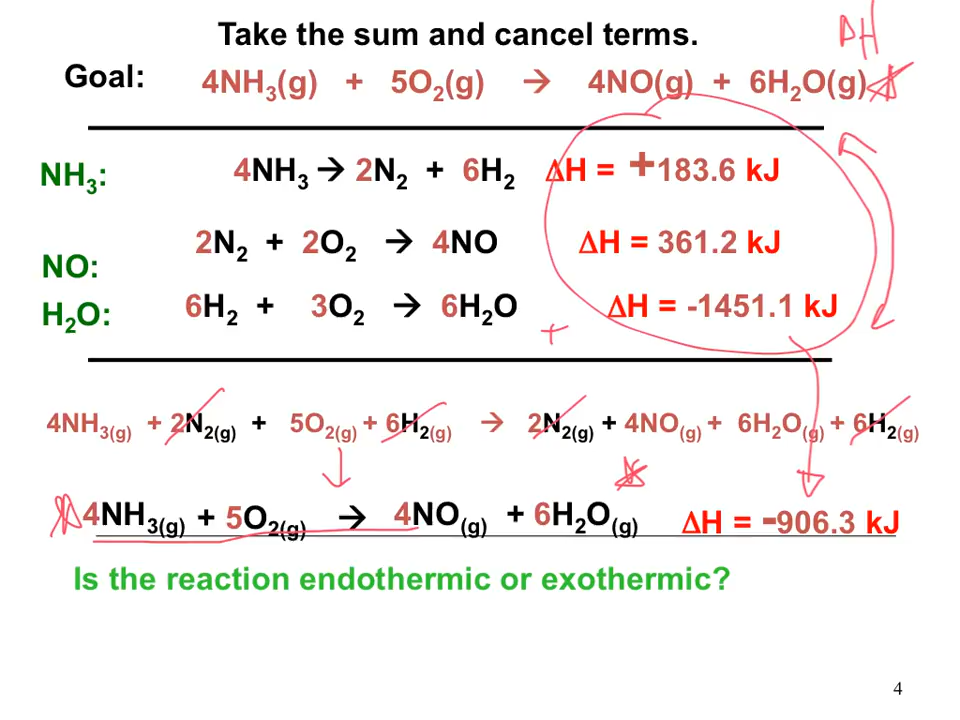 Take the sum and cancel terms.
ΔH
Goal: 4NH₃(g) + 5O₂(g) → 4NO(g) + 6H₂O(g)
NH₃: 4NH₃ → 2N₂ + 6H₂ ΔH = +183.6 kJ
NO: 2N₂ + 2O₂ → 4NO ΔH = 361.2 kJ
H₂O: 6H₂ + 3O₂ → 6H₂O ΔH = -1451.1 kJ
+
4NH₃(g) + 2N₂(g) + 5O₂(g) + 6H₂(g) → 2N₂(g) + 4NO(g) + 6H₂O(g) + 6H₂(g)
4NH₃(g) + 5O₂(g) → 4NO(g) + 6H₂O(g) ΔH = -906.3 kJ
Is the reaction endothermic or exothermic?
4